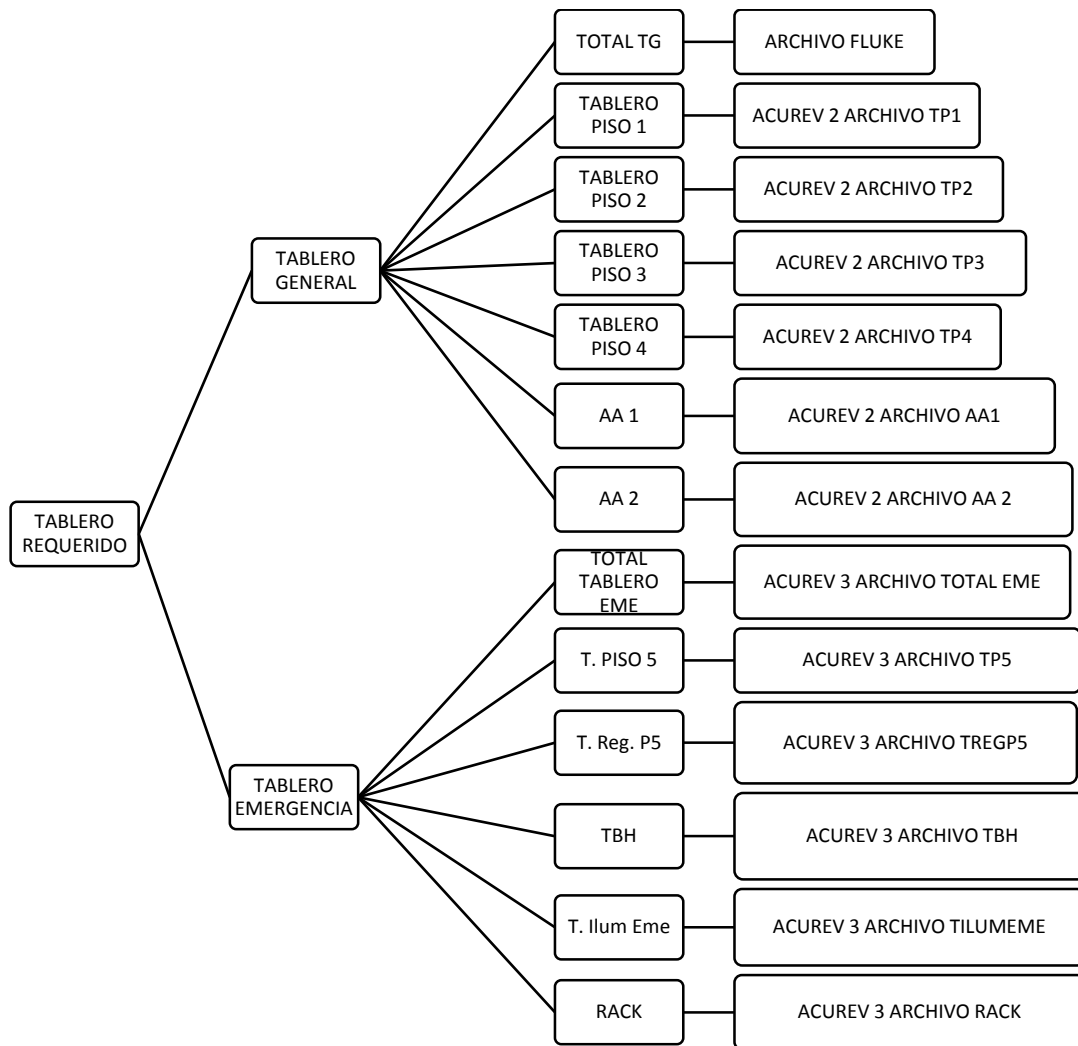 TOTAL TG
ARCHIVO FLUKE
TABLERO
PISO 1
ACUREV 2 ARCHIVO TP1
TABLERO
PISO 2
ACUREV 2 ARCHIVO TP2
TABLERO
GENERAL
TABLERO
PISO 3
ACUREV 2 ARCHIVO TP3
TABLERO
PISO 4
ACUREV 2 ARCHIVO TP4
AA 1
ACUREV 2 ARCHIVO AA1
AA 2
ACUREV 2 ARCHIVO AA 2
TABLERO
REQUERIDO
TOTAL
TABLERO
EME
ACUREV 3 ARCHIVO TOTAL EME
T. PISO 5
ACUREV 3 ARCHIVO TP5
T. Reg. P5
ACUREV 3 ARCHIVO TREGP5
TABLERO
EMERGENCIA
TBH
ACUREV 3 ARCHIVO TBH
T. Ilum Eme
ACUREV 3 ARCHIVO TILUMEME
RACK
ACUREV 3 ARCHIVO RACK